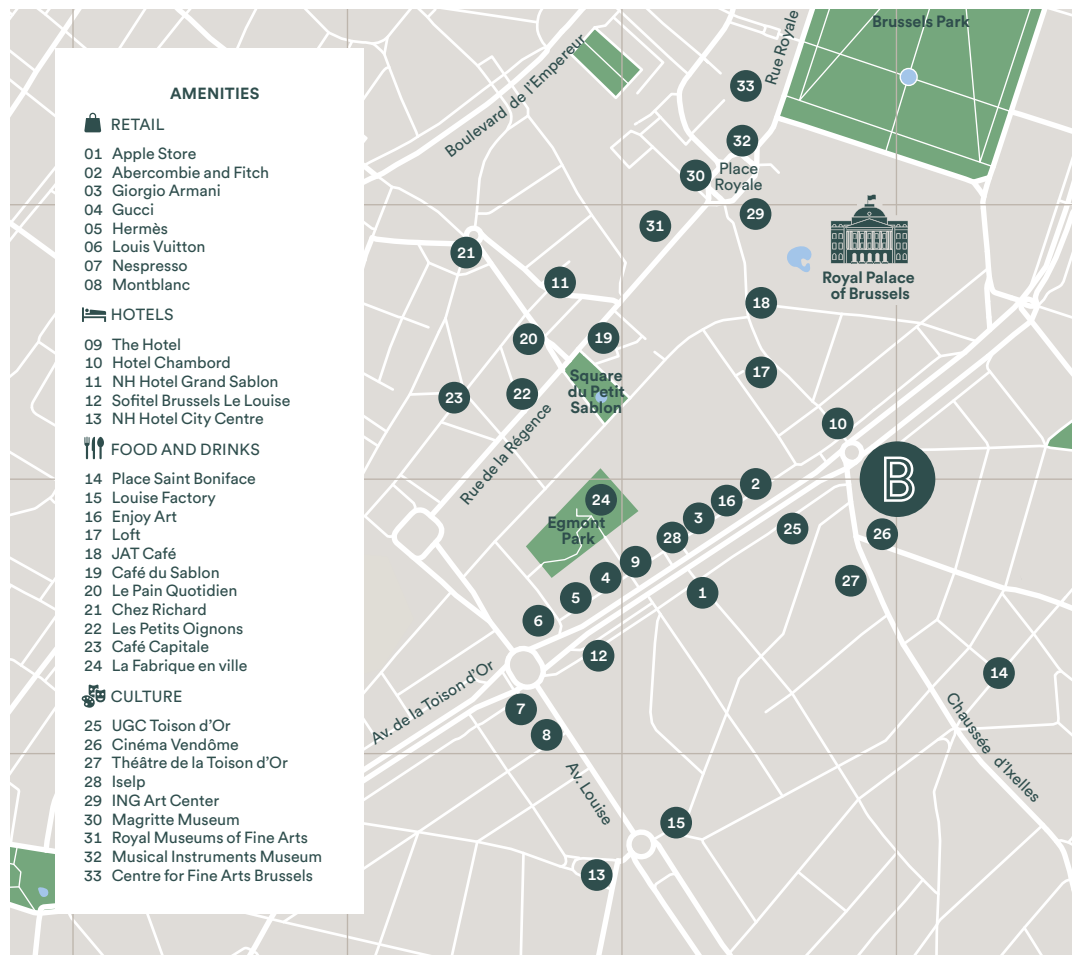 AMENITIES
RETAIL
01 Apple Store
02 Abercombie and Fitch
03 Giorgio Armani
04 Gucci
05 Hermès
06 Louis Vuitton
07 Nespresso
08 Montblanc
HOTELS
09 The Hotel
10 Hotel Chambord
11 NH Hotel Grand Sablon
12 Sofitel Brussels Le Louise
13 NH Hotel City Centre
FOOD AND DRINKS
14 Place Saint Boniface
15 Louise Factory
16 Enjoy Art
17 Loft
18 JAT Café
19 Café du Sablon
20 Le Pain Quotidien
21 Chez Richard
22 Les Petits Oignons
23 Café Capitale
24 La Fabrique en ville
CULTURE
25 UGC Toison d’Or
26 Cinéma Vendôme
27 Théâtre de la Toison d’Or
28 Iselp
29 ING Art Center
30 Magritte Museum
31 Royal Museums of Fine Arts
32 Musical Instruments Museum
33 Centre for Fine Arts Brussels
Brussels Park
Rue Royale
Boulevard de l’Empereur
33
32
30
Place
Royale
29
31
21
11
Royal Palace
of Brussels
18
20
19
17
Square
du Petit
Sablon
22
23
10
Rue de la Régence
B
2
24
16
3
Egmont
Park
25
26
28
9
4
27
1
5
6
12
14
Av. de la Toison d’Or
7
8
Chaussée d’Ixelles
Av. Louise
15
13